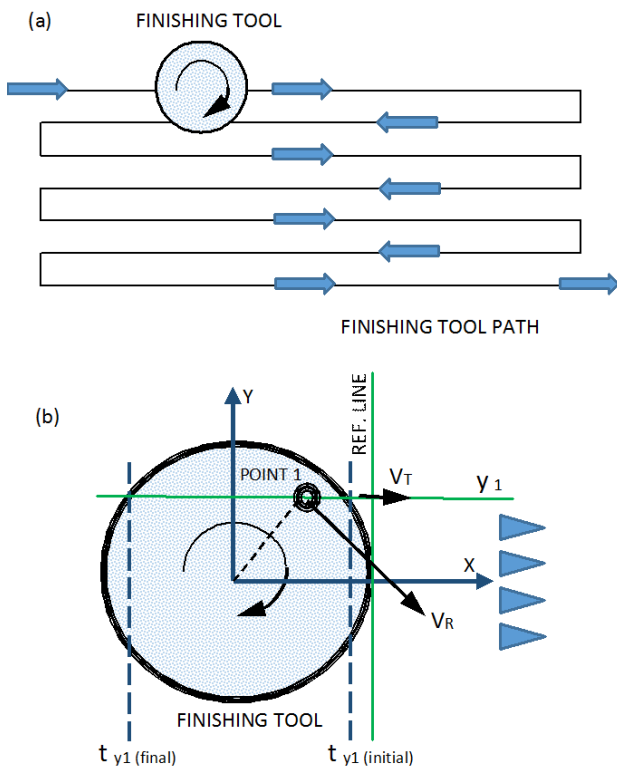 (a)
FINISHING TOOL
FINISHING TOOL PATH
(b)
Y
REF. LINE
POINT 1
VT
y 1
X
VR
FINISHING TOOL
t y1 (final)
t y1 (initial)